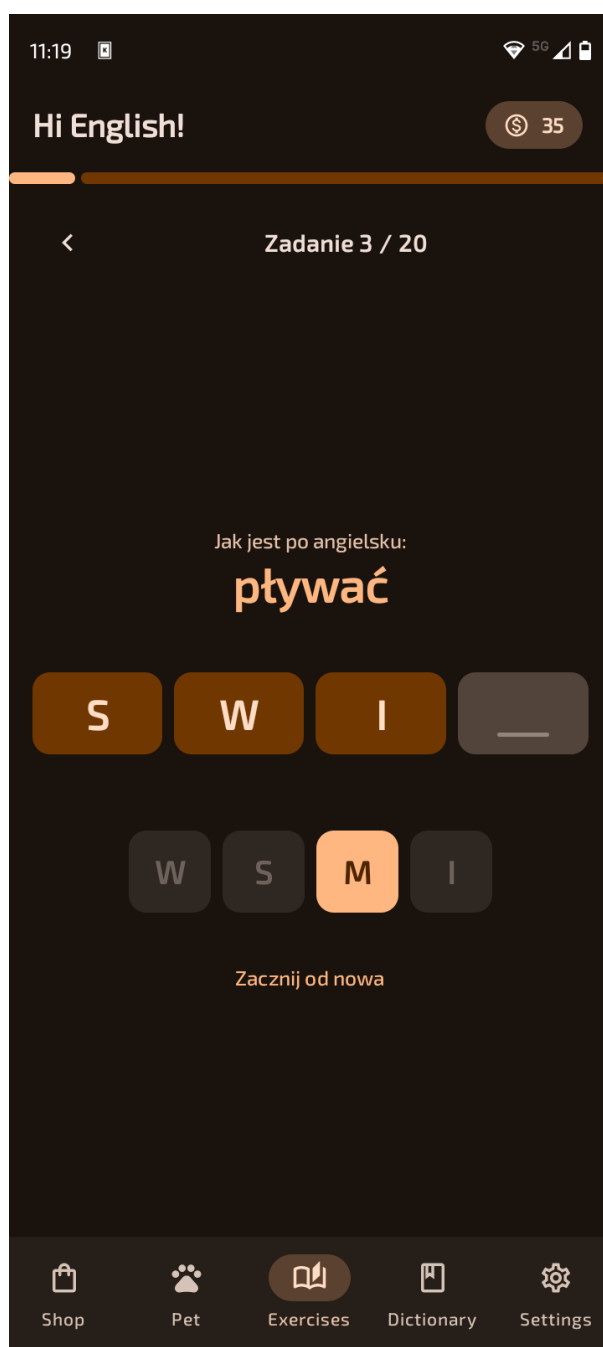 11:19 5G
Hi English! 35
Zadanie 3 / 20
Jak jest po angielsku:
pływać
S W I _
W S M I
Zacznij od nowa
Shop Pet Exercises Dictionary Settings